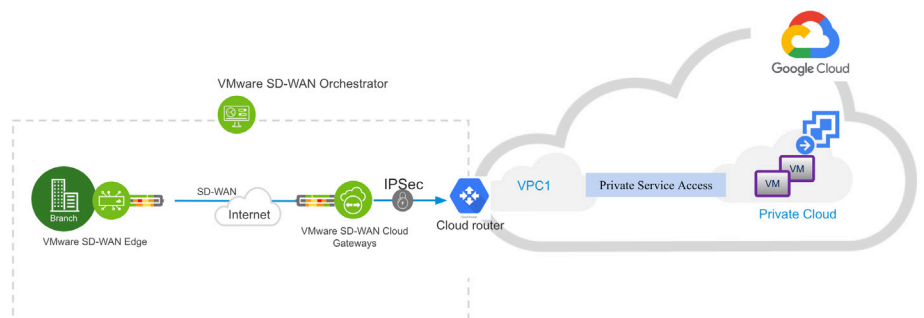 Google Cloud
VMware SD-WAN Orchestrator
IPSec
SD-WAN
VPC1
Private Service Access
VM
VM
Branch
Internet
Private Cloud
VMware SD-WAN Edge
VMware SD-WAN Cloud
Gateways
Cloud router